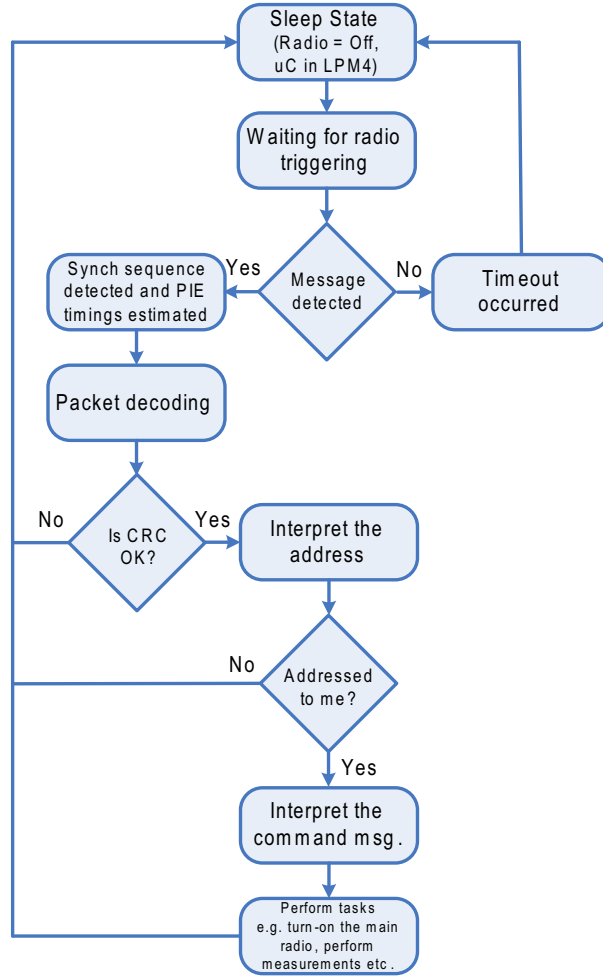 Sleep State
(Radio = Off,
uC in LPM4)
Waiting for radio
triggering
Message
detected
Yes
No
Synch sequence
detected and PIE
timings estimated
Timeout
occurred
Packet decoding
Is CRC
OK?
No
Yes
Interpret the
address
Addressed
to me?
No
Yes
Interpret the
command msg.
Perform tasks
e.g. turn-on the main
radio, perform
measurements etc.